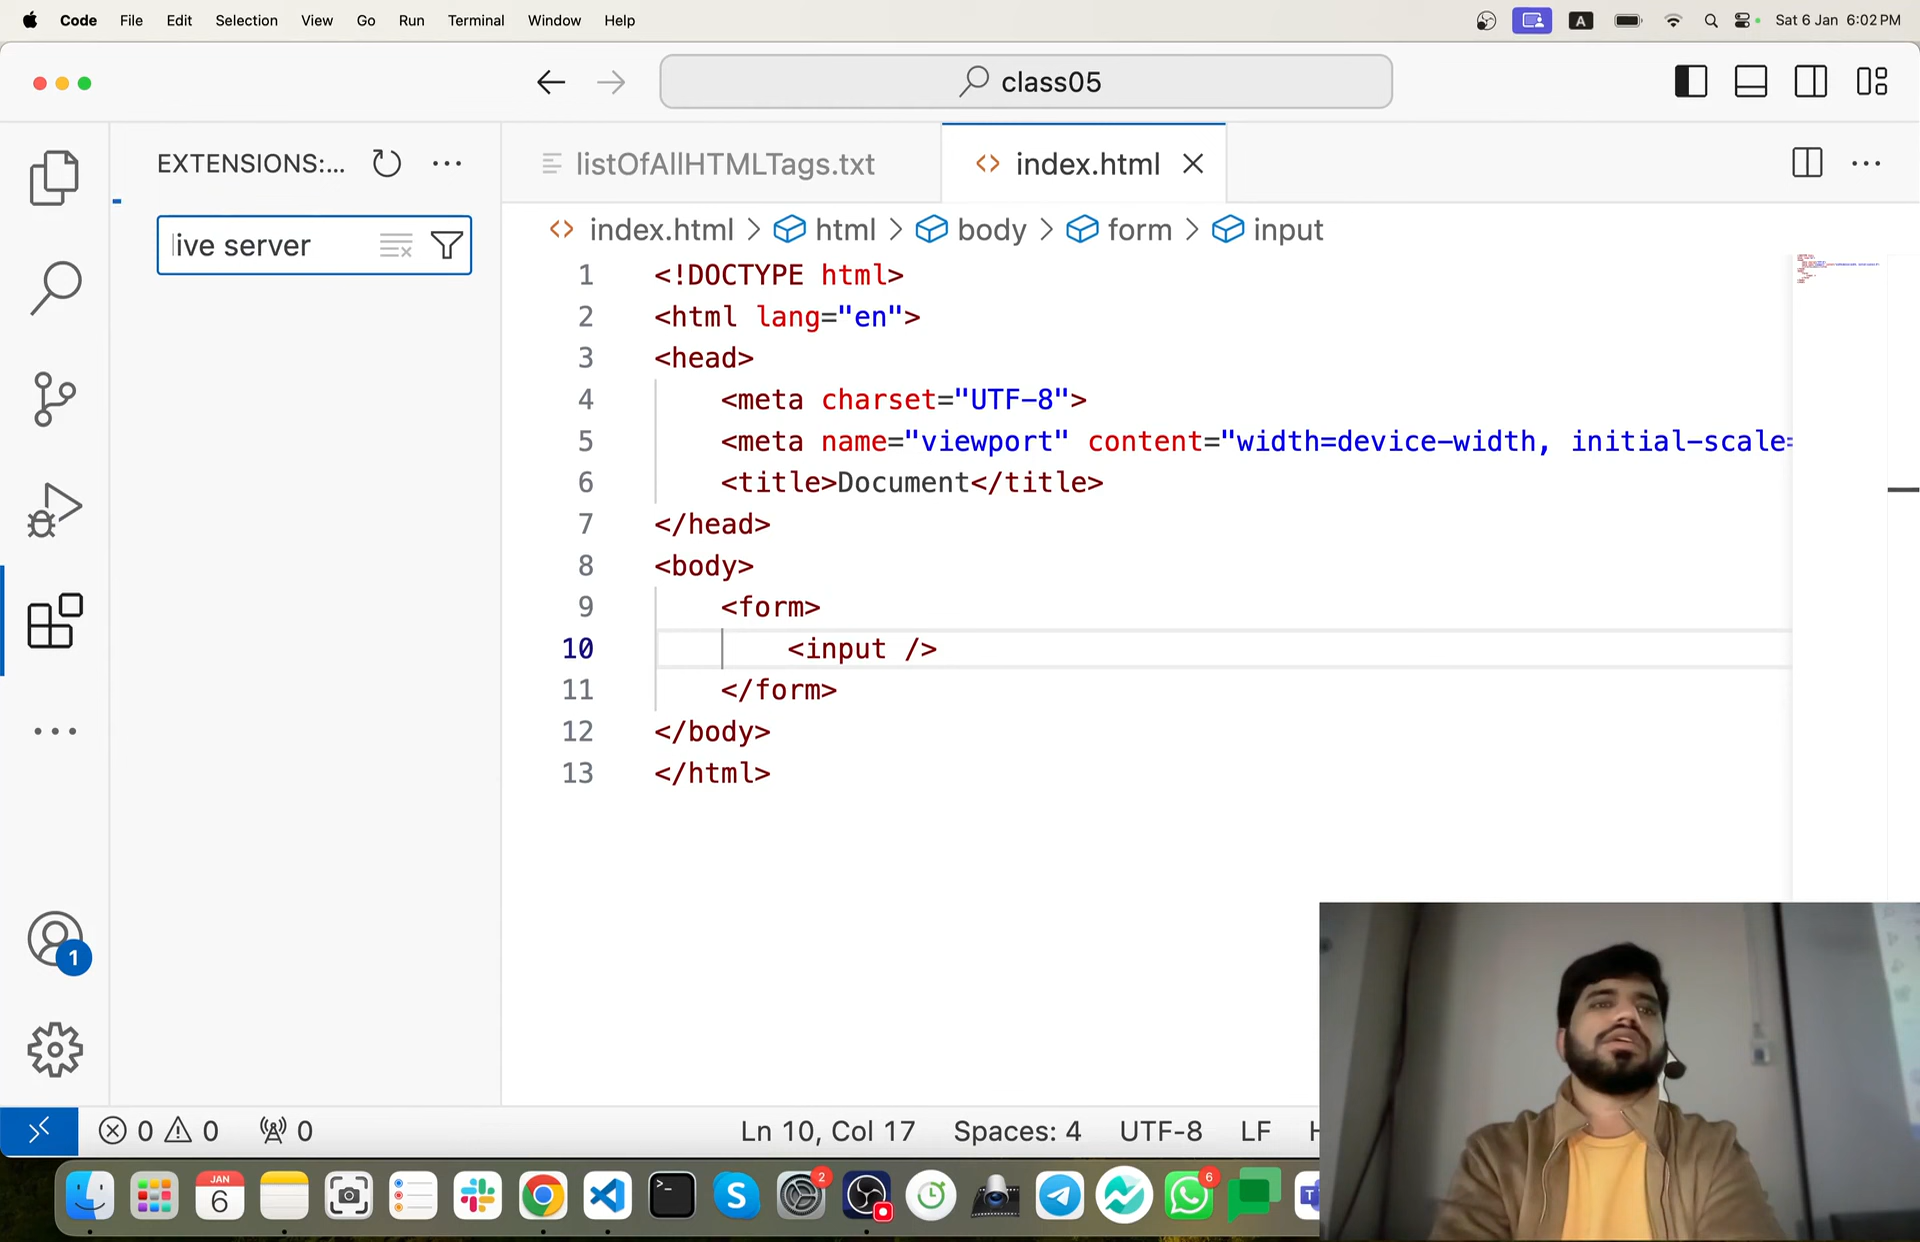 Code File Edit Selection View Go Run Terminal Window Help
A Sat 6 Jan 6:02 PM
class05
EXTENSIONS:... ...
listOfAllHTMLTags.txt <> index.html
ive server
<> index.html > html > body > form > input
1 <!DOCTYPE html>
2 <html lang="en">
3 <head>
4 <meta charset="UTF-8">
5 <meta name="viewport" content="width=device-width, initial-scale=
6 <title>Document</title>
7 </head>
8 <body>
9 <form>
10 <input />
11 </form>
12 </body>
13 </html>
1
0 0 0 Ln 10, Col 17 Spaces: 4 UTF-8 LF H
JAN
6
S
2
6
T